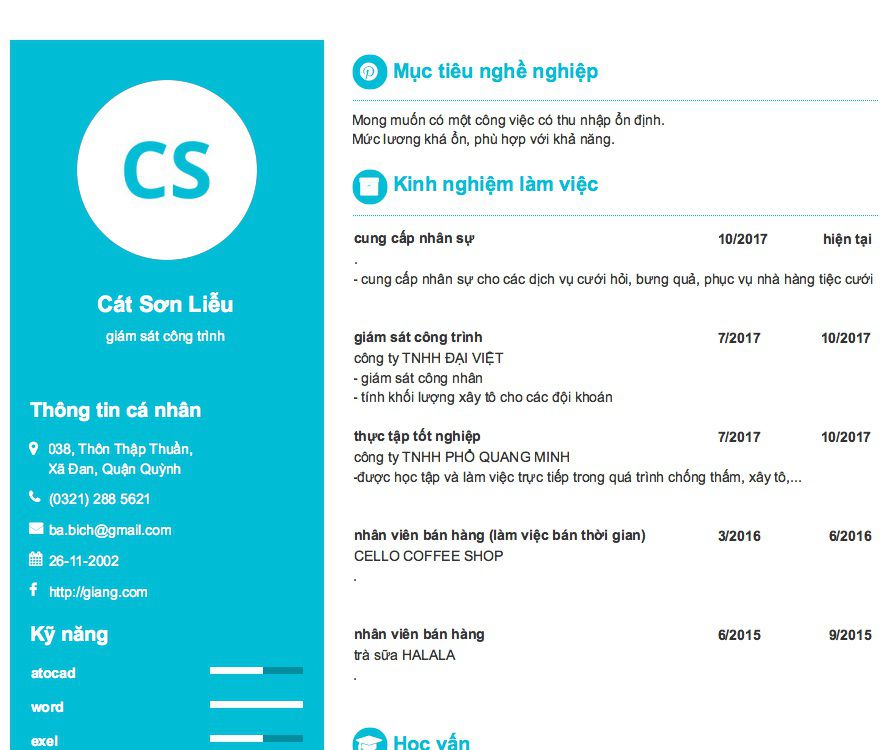 CS
Cát Sơn Liễu
giám sát công trình
Thông tin cá nhân
038, Thôn Thập Thuần,
Xã Đan, Quận Quỳnh
(0321) 288 5621
ba.bich@gmail.com
26-11-2002
http://giang.com
Kỹ năng
atocad
word
exel
Mục tiêu nghề nghiệp
Mong muốn có một công việc có thu nhập ổn định.
Mức lương khá ổn, phù hợp với khả năng.
Kinh nghiệm làm việc
cung cấp nhân sự 10/2017 hiện tại
.
- cung cấp nhân sự cho các dịch vụ cưới hỏi, bưng quả, phục vụ nhà hàng tiệc cưới
giám sát công trình 7/2017 10/2017
công ty TNHH ĐẠI VIỆT
- giám sát công nhân
- tính khối lượng xây tô cho các đội khoán
thực tập tốt nghiệp 7/2017 10/2017
công ty TNHH PHỐ QUANG MINH
-được học tập và làm việc trực tiếp trong quá trình chống thấm, xây tô,...
nhân viên bán hàng (làm việc bán thời gian) 3/2016 6/2016
CELLO COFFEE SHOP
.
nhân viên bán hàng 6/2015 9/2015
trà sữa HALALA
.
Học vấn